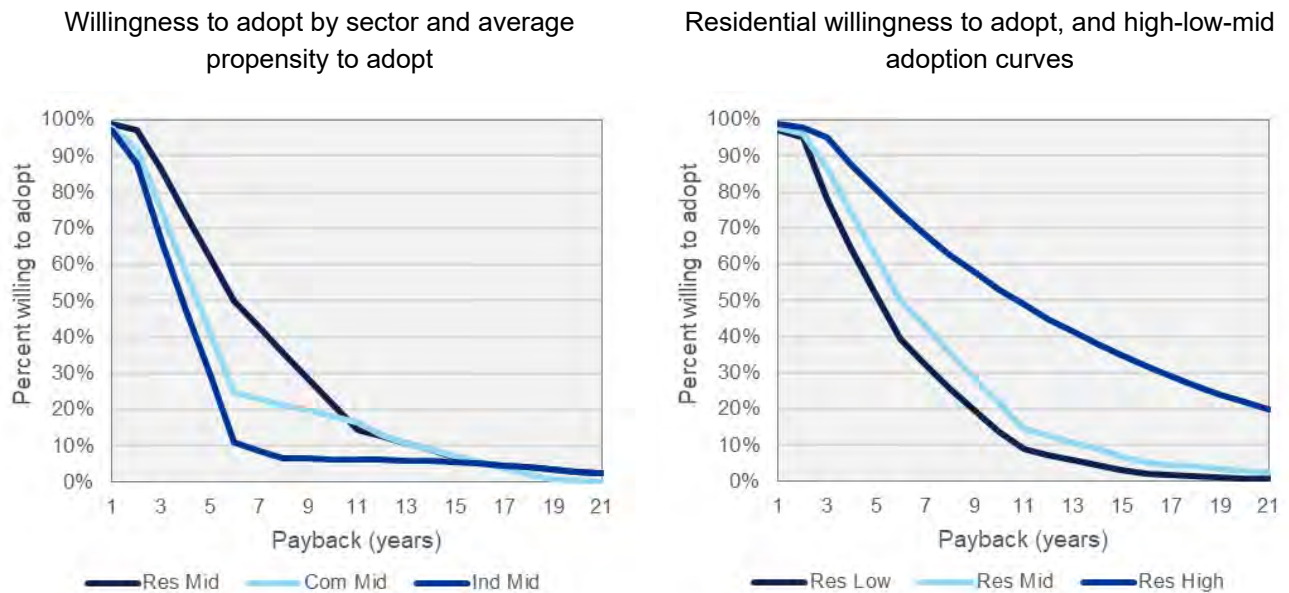 Willingness to adopt by sector and average
propensity to adopt
Percent willing to adopt
100%
90%
80%
70%
60%
50%
40%
30%
20%
10%
0%
1 3 5 7 9 11 13 15 17 19 21
Payback (years)
Res Mid Com Mid Ind Mid
Residential willingness to adopt, and high-low-mid
adoption curves
Percent willing to adopt
100%
90%
80%
70%
60%
50%
40%
30%
20%
10%
0%
1 3 5 7 9 11 13 15 17 19 21
Payback (years)
Res Low Res Mid Res High